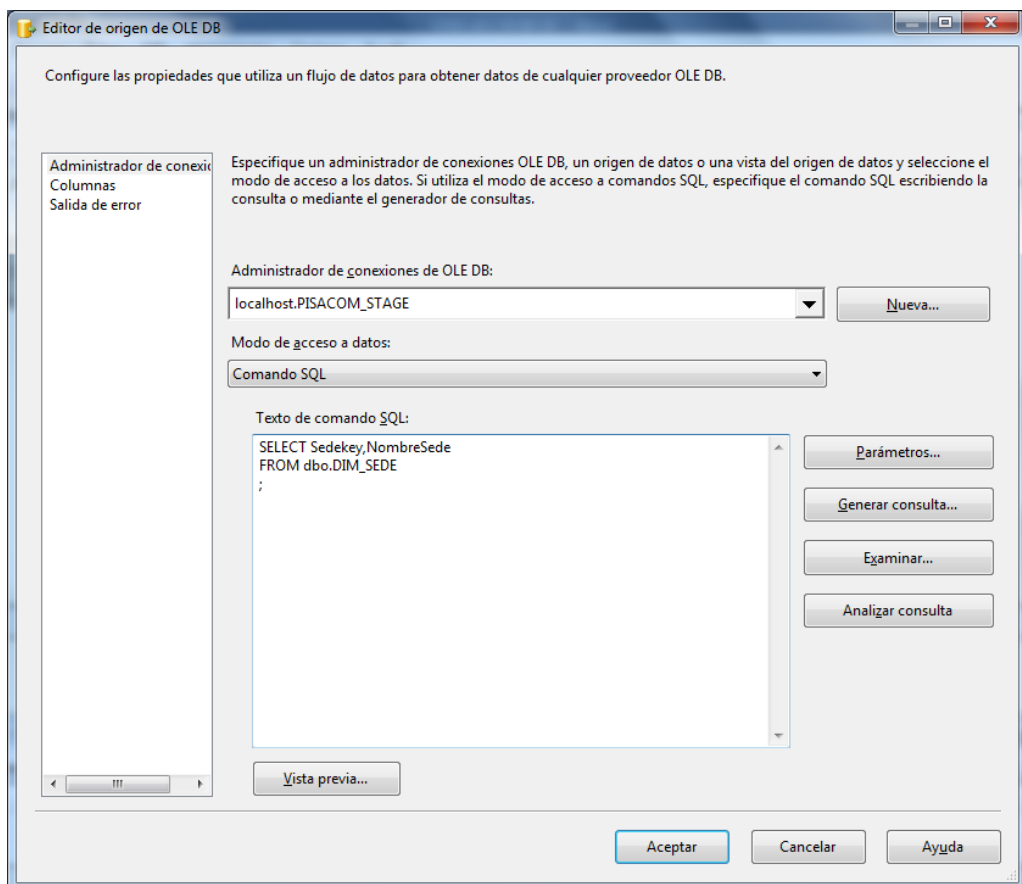 Editor de origen de OLE DB
Configure las propiedades que utiliza un flujo de datos para obtener datos de cualquier proveedor OLE DB.
Administrador de conexic
Columnas
Salida de error
Especifique un administrador de conexiones OLE DB, un origen de datos o una vista del origen de datos y seleccione el
modo de acceso a los datos. Si utiliza el modo de acceso a comandos SQL, especifique el comando SQL escribiendo la
consulta o mediante el generador de consultas.
Administrador de conexiones de OLE DB:
localhost.PISACOM_STAGE
Nueva...
Modo de acceso a datos:
Comando SQL
Texto de comando SQL:
SELECT Sedekey,NombreSede
FROM dbo.DIM_SEDE
;
Parámetros...
Generar consulta...
Examinar...
Analizar consulta
Vista previa...
Aceptar
Cancelar
Ayuda